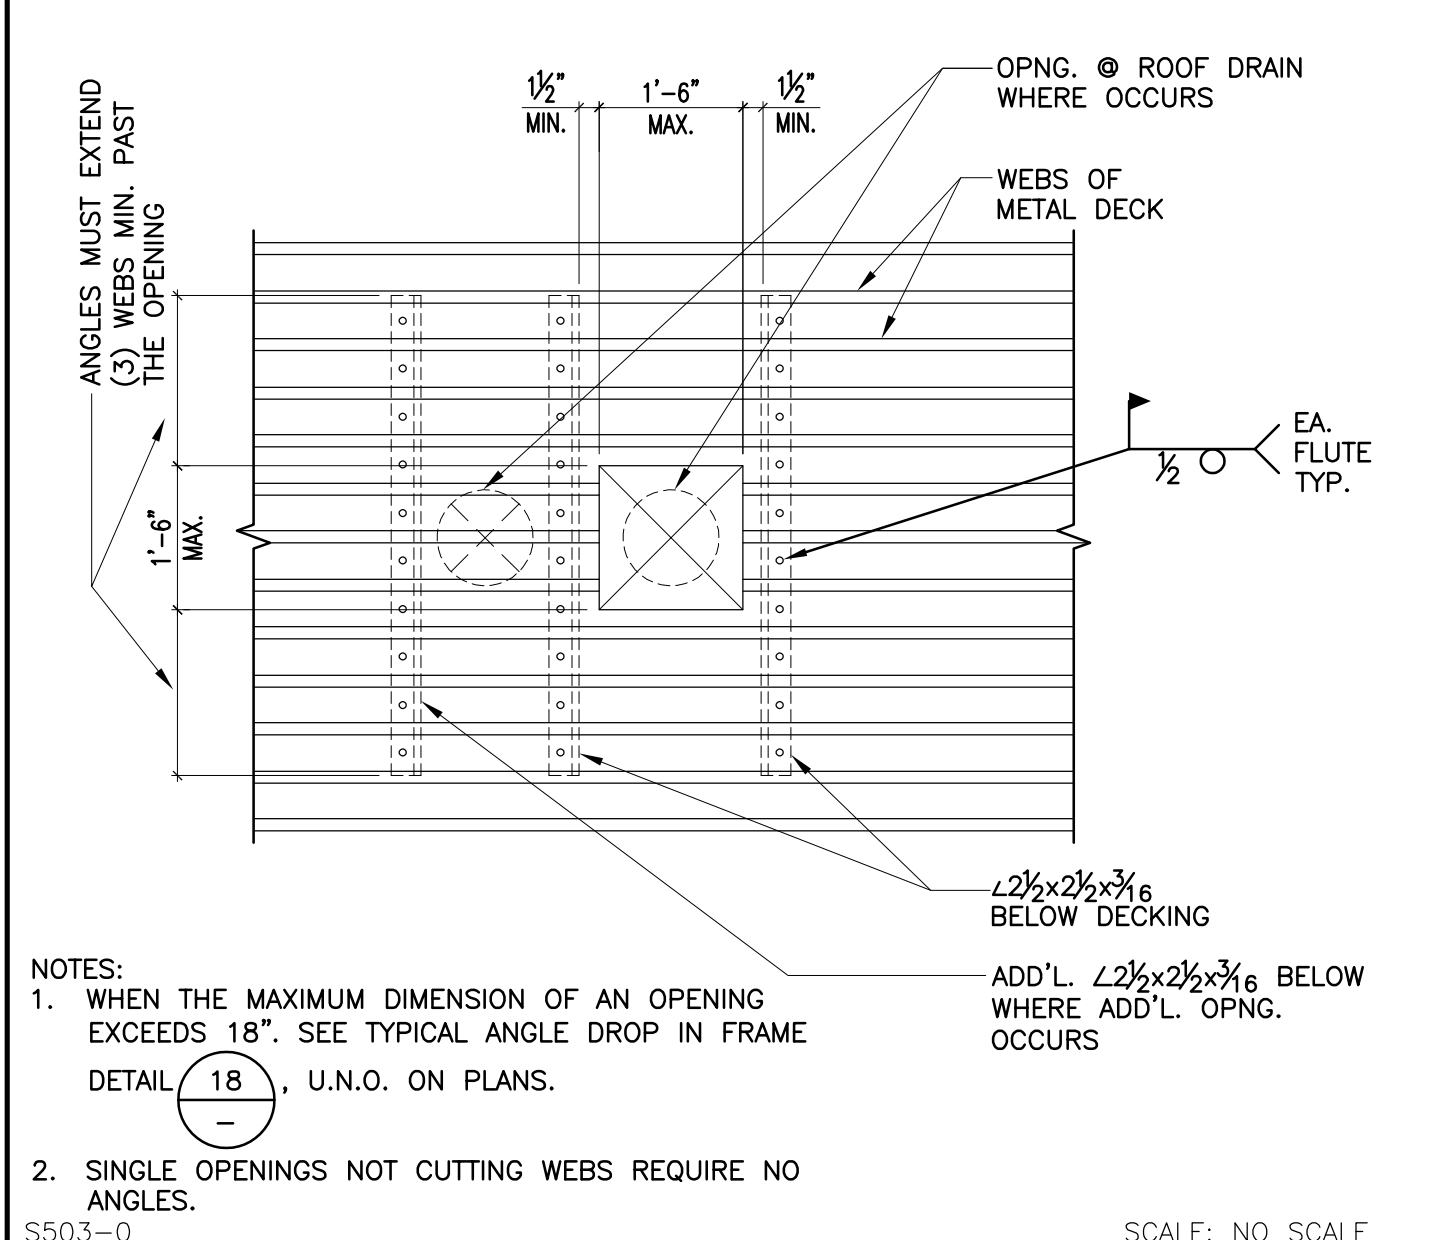 1½" MIN.
1'-6" MAX.
1½" MIN.
OPNG. @ ROOF DRAIN
WHERE OCCURS
WEBS OF
METAL DECK
ANGLES MUST EXTEND
(3) WEBS MIN. PAST
THE OPENING
1'-6"
MAX.
½
EA.
FLUTE
TYP.
∠2½x2½x3/16
BELOW DECKING
ADD'L. ∠2½x2½x3/16 BELOW
WHERE ADD'L. OPNG.
OCCURS
NOTES:
1. WHEN THE MAXIMUM DIMENSION OF AN OPENING
EXCEEDS 18". SEE TYPICAL ANGLE DROP IN FRAME
DETAIL 18 , U.N.O. ON PLANS.
–
2. SINGLE OPENINGS NOT CUTTING WEBS REQUIRE NO
ANGLES.
S503-0
SCALE: NO SCALE